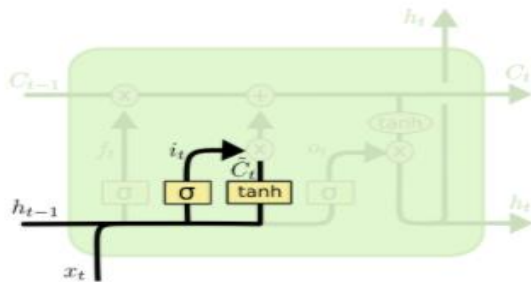 h_t
C_{t-1} C_t
tanh
f_t i_t C̃_t o_t
σ σ tanh σ
h_{t-1} h_t
x_t